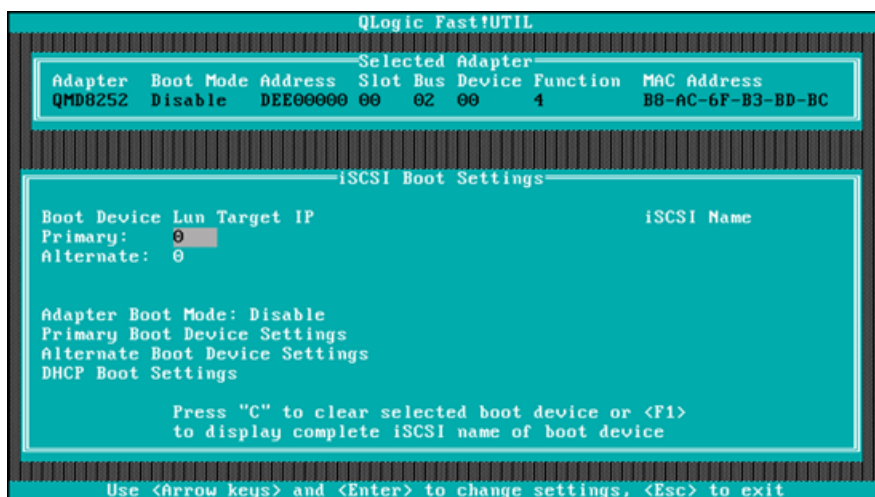 QLogic Fast!UTIL
Selected Adapter
Adapter Boot Mode Address Slot Bus Device Function MAC Address
QMD8252 Disable DEE00000 00 02 00 4 B8-AC-6F-B3-BD-BC
iSCSI Boot Settings
Boot Device Lun Target IP iSCSI Name
Primary: 0
Alternate: 0
Adapter Boot Mode: Disable
Primary Boot Device Settings
Alternate Boot Device Settings
DHCP Boot Settings
Press "C" to clear selected boot device or <F1>
to display complete iSCSI name of boot device
Use <Arrow keys> and <Enter> to change settings, <Esc> to exit